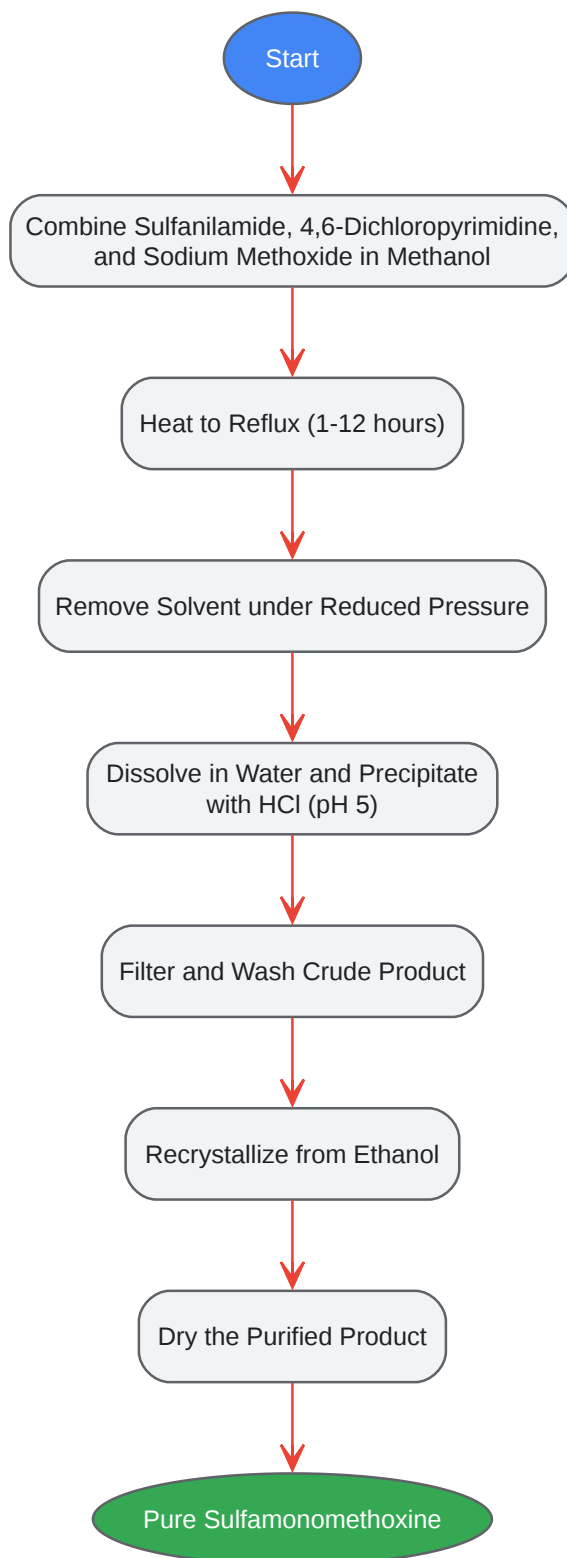 Start
Combine Sulfanilamide, 4,6-Dichloropyrimidine,
and Sodium Methoxide in Methanol
Heat to Reflux (1-12 hours)
Remove Solvent under Reduced Pressure
Dissolve in Water and Precipitate
with HCl (pH 5)
Filter and Wash Crude Product
Recrystallize from Ethanol
Dry the Purified Product
Pure Sulfamonomethoxine